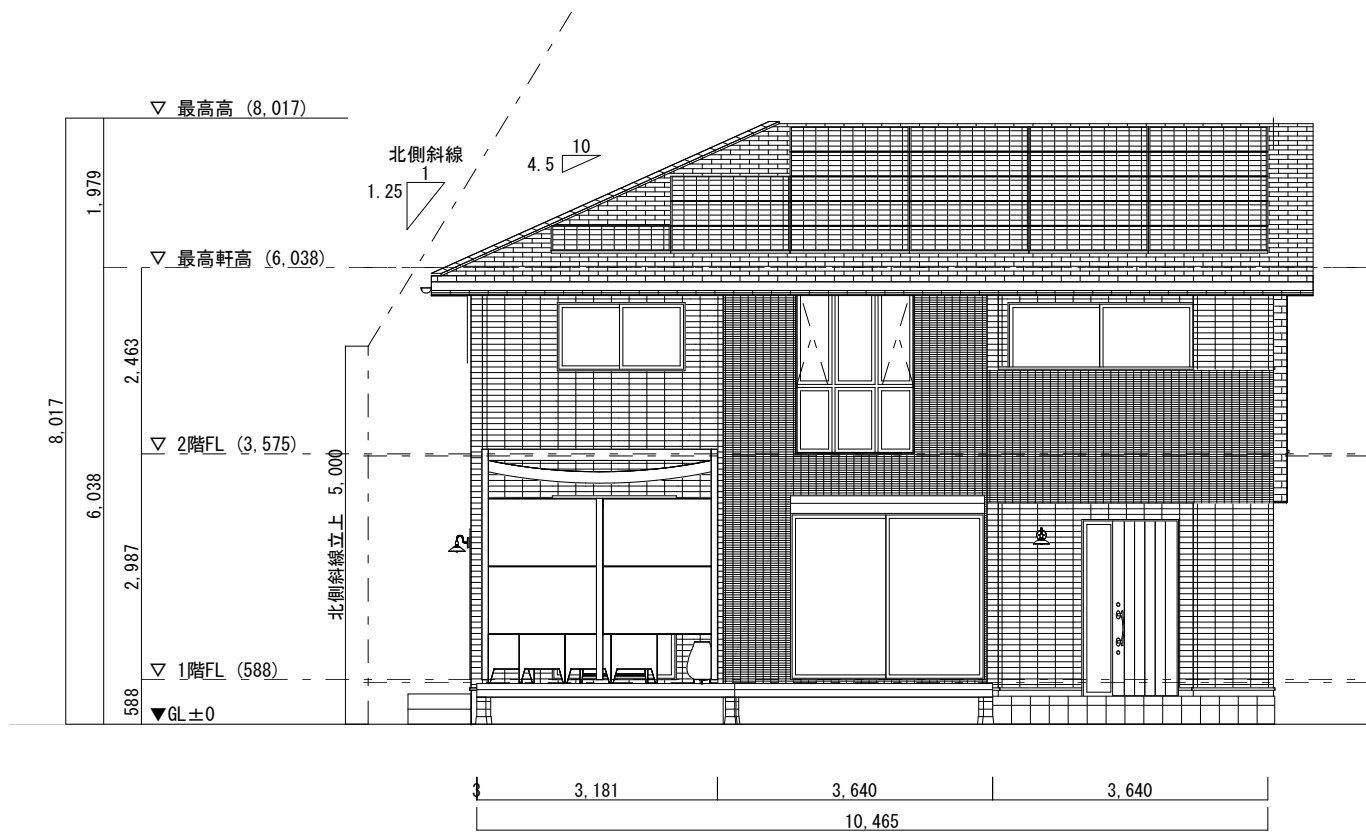 ▽ 最高高 (8,017)
北側斜線
1
1.25
10
4.5
1,979
▽ 最高軒高 (6,038)
2,463
8,017
6,038
▽ 2階FL (3,575)
北側斜線立上 5,000
2,987
▽ 1階FL (588)
588
▼GL±0
3
3,181
3,640
3,640
10,465